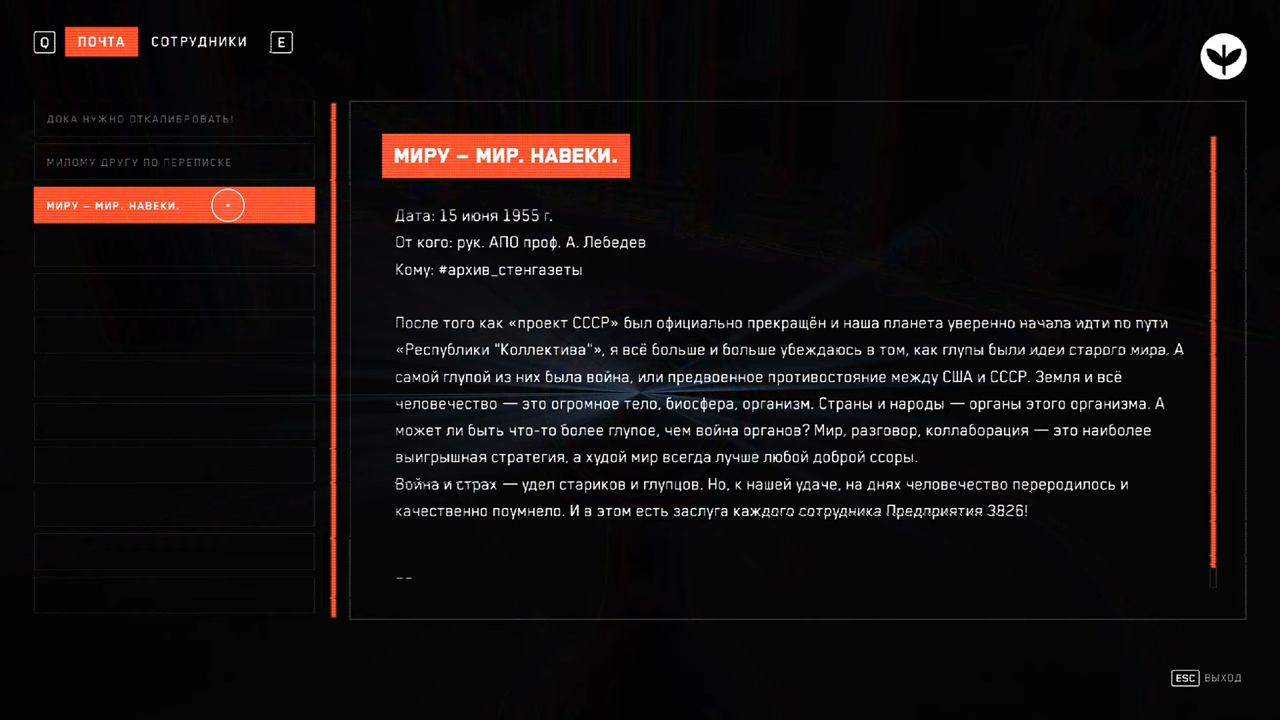 Q ПОЧТА СОТРУДНИКИ E
ДОКА НУЖНО ОТКАЛИБРОВАТЬ!
МИЛОМУ ДРУГУ ПО ПЕРЕПИСКЕ
МИРУ – МИР. НАВЕКИ.
МИРУ – МИР. НАВЕКИ.
Дата: 15 июня 1955 г.
От кого: рук. АПО проф. А. Лебедев
Кому: #архив_стенгазеты
После того как «проект СССР» был официально прекращён и наша планета уверенно начала идти по пути
«Республики "Коллектива"», я всё больше и больше убеждаюсь в том, как глупы были идеи старого мира. А
самой глупой из них была война, или предвоенное противостояние между США и СССР. Земля и всё
человечество — это огромное тело, биосфера, организм. Страны и народы — органы этого организма. А
может ли быть что-то более глупое, чем война органов? Мир, разговор, коллаборация — это наиболее
выигрышная стратегия, а худой мир всегда лучше любой доброй ссоры.
Война и страх — удел стариков и глупцов. Но, к нашей удаче, на днях человечество переродилось и
качественно поумнело. И в этом есть заслуга каждого сотрудника Предприятия 3826!
--
ESC ВЫХОД